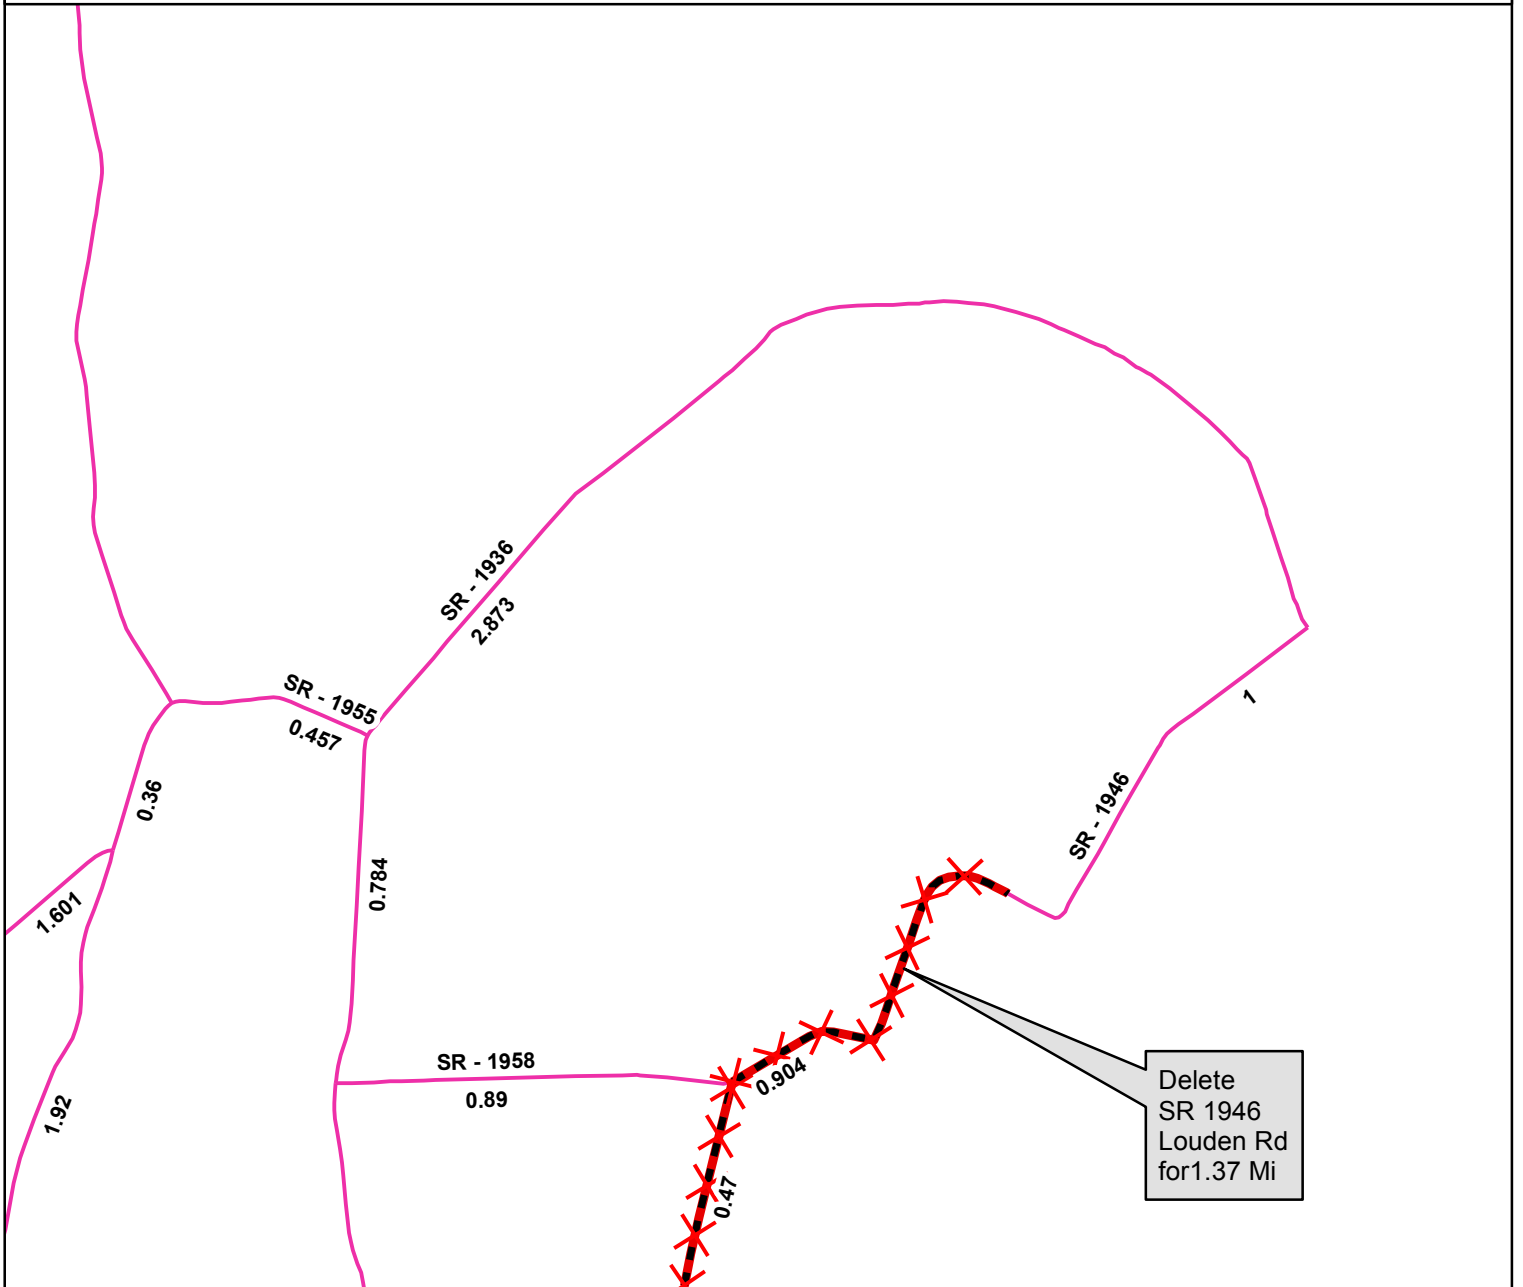 SR - 1936
2.873
SR - 1955
0.457
1
0.36
SR - 1946
0.784
1.601
SR - 1958
0.89
0.904
Delete
SR 1946
Louden Rd
for1.37 Mi
1.92
0.47